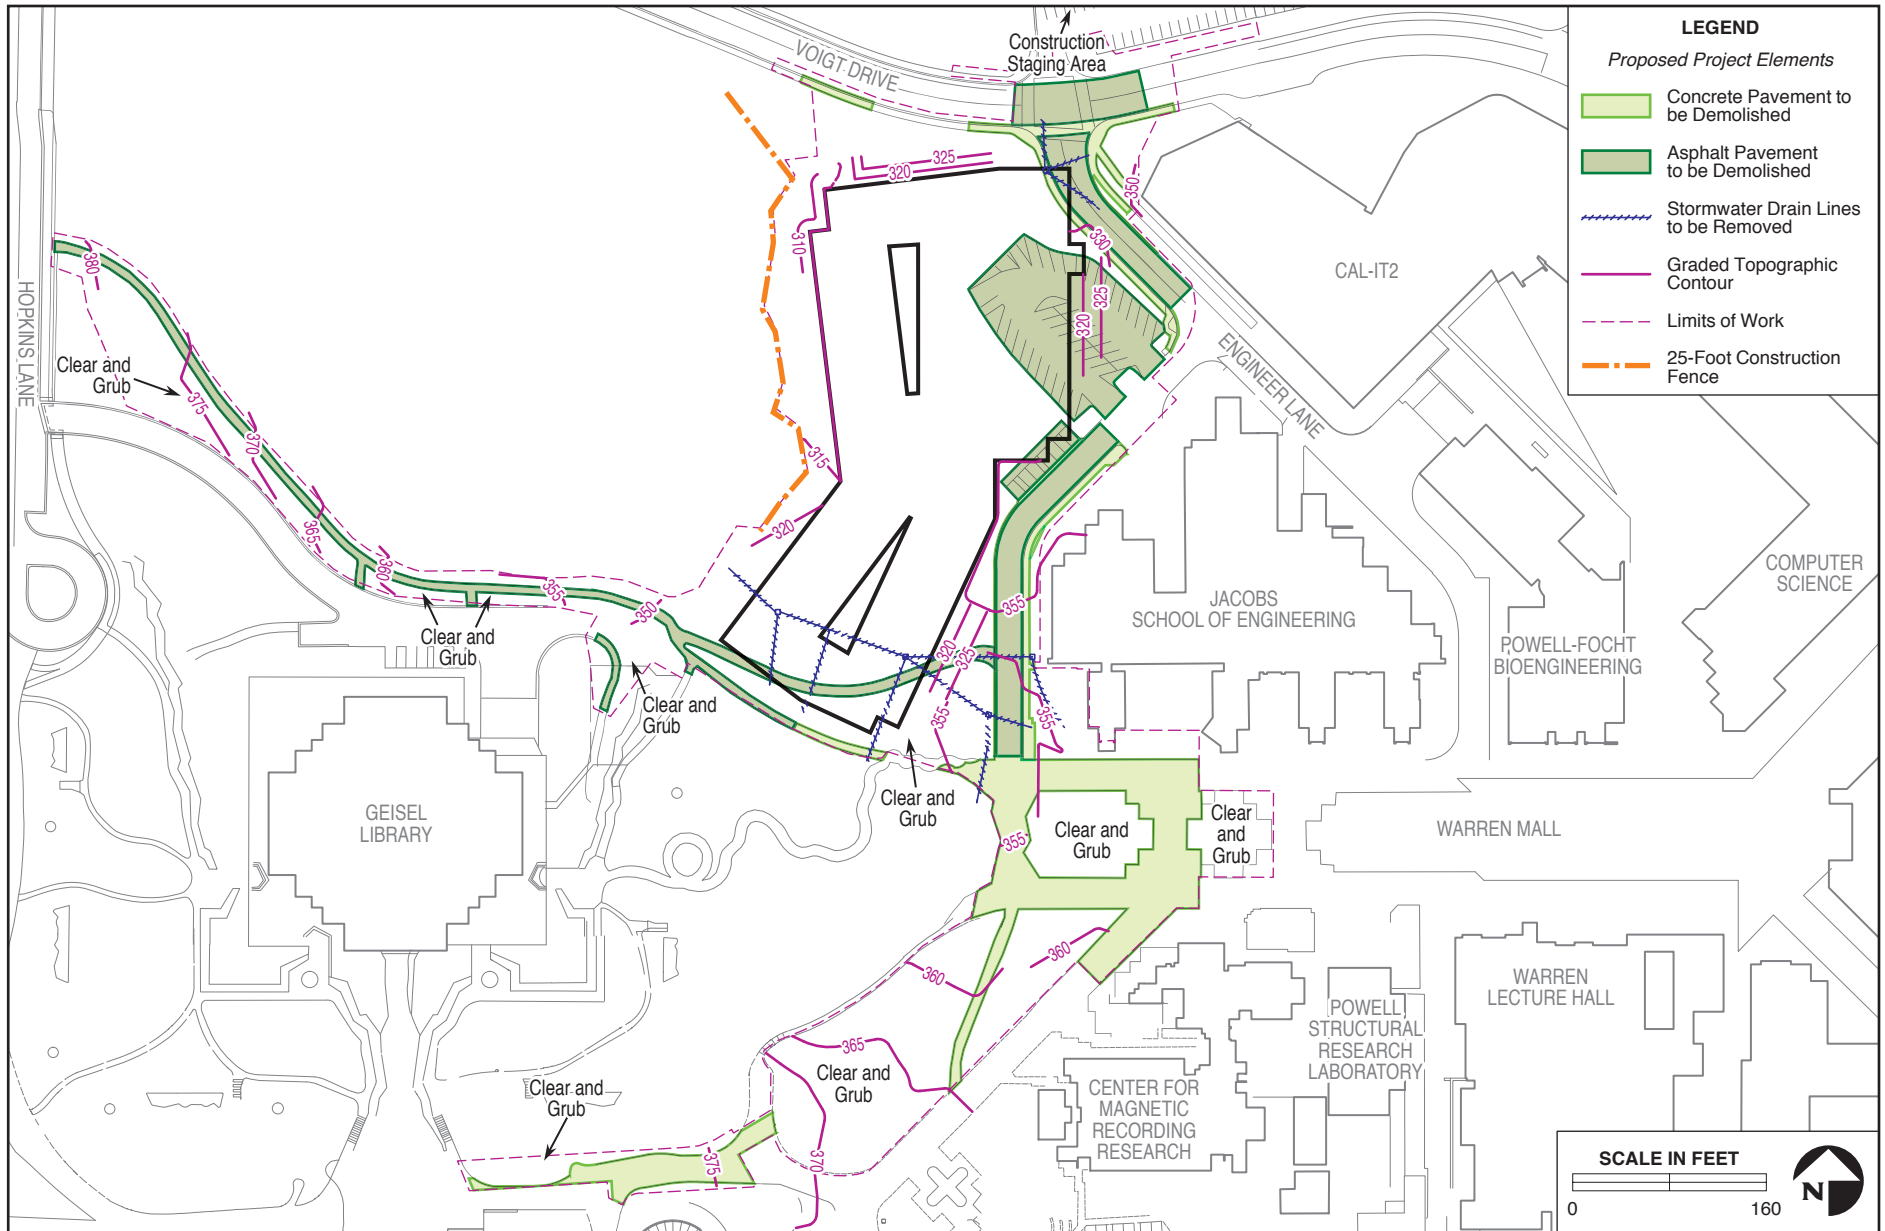 LEGEND
Proposed Project Elements
Concrete Pavement to
be Demolished
Asphalt Pavement
to be Demolished
Stormwater Drain Lines
to be Removed
Graded Topographic
Contour
Limits of Work
25-Foot Construction
Fence
Construction
Staging Area
VOIGT DRIVE
325
320
350
310
330
325
320
CAL-IT2
380
HOPKINS LANE
ENGINEER LANE
Clear and
Grub
375
370
315
365
320
360
355
350
355
COMPUTER
SCIENCE
JACOBS
SCHOOL OF ENGINEERING
POWELL-FOCHT
BIOENGINEERING
Clear and
Grub
320
325
Clear and
Grub
355
355
Clear and
Grub
GEISEL
LIBRARY
355
Clear and
Grub
Clear
and
Grub
WARREN MALL
360
360
WARREN
LECTURE HALL
POWELL
STRUCTURAL
RESEARCH
LABORATORY
365
Clear and
Grub
CENTER FOR
MAGNETIC
RECORDING
RESEARCH
Clear and
Grub
375
370
SCALE IN FEET
0
160
N